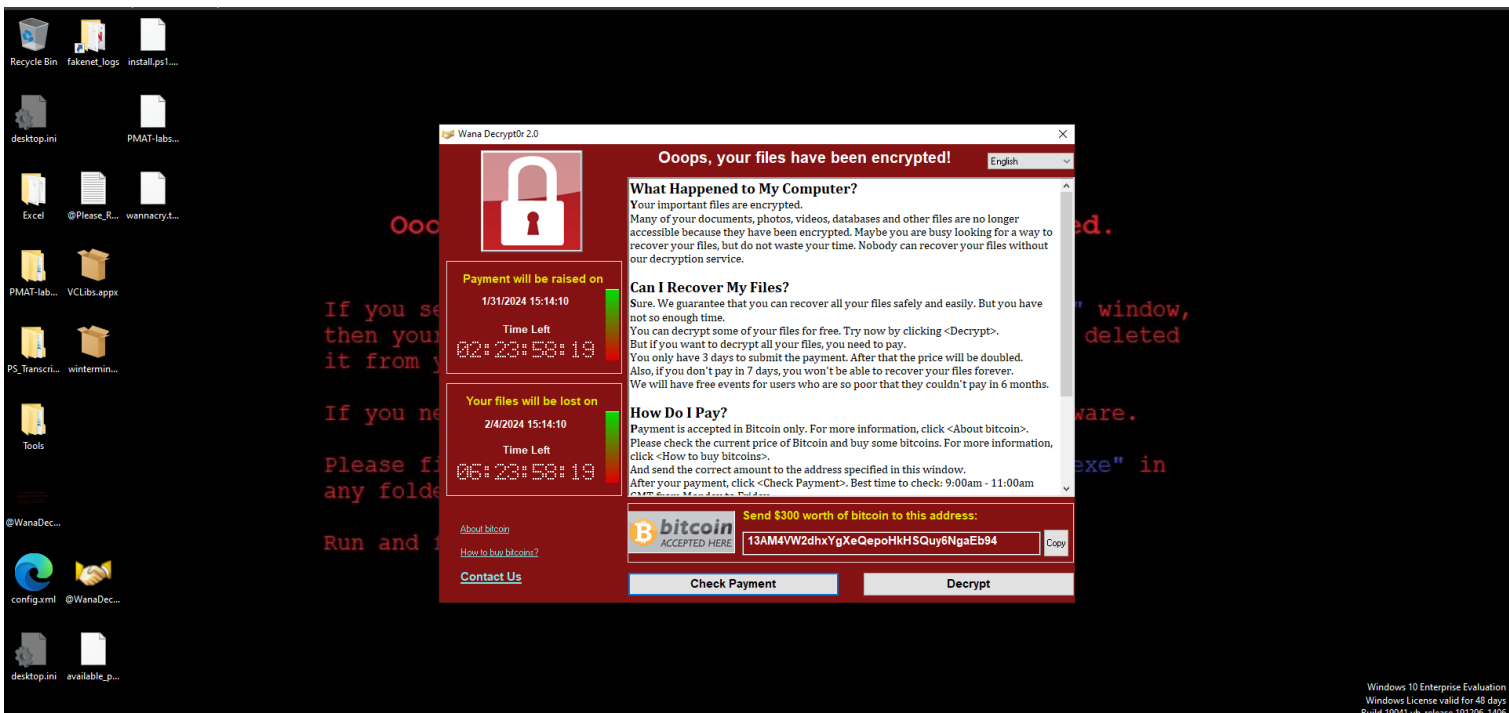 Recycle Bin
fakenet_logs
install.ps1....
desktop.ini
PMAT-labs...
Excel
@Please_R...
wannacry.t...
PMAT-lab...
VCLibs.appx
PS_Transcri...
wintermin...
Tools
@WanaDec...
config.xml
@WanaDec...
desktop.ini
available_p...
Ooo
ed.
If you se
" window,
then your
deleted
it from y
If you ne
ware.
Please fi
exe" in
any folde
Run and f
Wana Decrypt0r 2.0
Ooops, your files have been encrypted!
English
Payment will be raised on
1/31/2024 15:14:10
Time Left
02:23:58:19
Your files will be lost on
2/4/2024 15:14:10
Time Left
06:23:58:19
About bitcoin
How to buy bitcoins?
Contact Us
What Happened to My Computer?
Your important files are encrypted.
Many of your documents, photos, videos, databases and other files are no longer
accessible because they have been encrypted. Maybe you are busy looking for a way to
recover your files, but do not waste your time. Nobody can recover your files without
our decryption service.
Can I Recover My Files?
Sure. We guarantee that you can recover all your files safely and easily. But you have
not so enough time.
You can decrypt some of your files for free. Try now by clicking <Decrypt>.
But if you want to decrypt all your files, you need to pay.
You only have 3 days to submit the payment. After that the price will be doubled.
Also, if you don't pay in 7 days, you won't be able to recover your files forever.
We will have free events for users who are so poor that they couldn't pay in 6 months.
How Do I Pay?
Payment is accepted in Bitcoin only. For more information, click <About bitcoin>.
Please check the current price of Bitcoin and buy some bitcoins. For more information,
click <How to buy bitcoins>.
And send the correct amount to the address specified in this window.
After your payment, click <Check Payment>. Best time to check: 9:00am - 11:00am
GMT from Monday to Friday.
bitcoin
ACCEPTED HERE
Send $300 worth of bitcoin to this address:
13AM4VW2dhxYgXeQepoHkHSQuy6NgaEb94
Copy
Check Payment
Decrypt
Windows 10 Enterprise Evaluation
Windows License valid for 48 days
Build 19041.vb_release.191206-1406